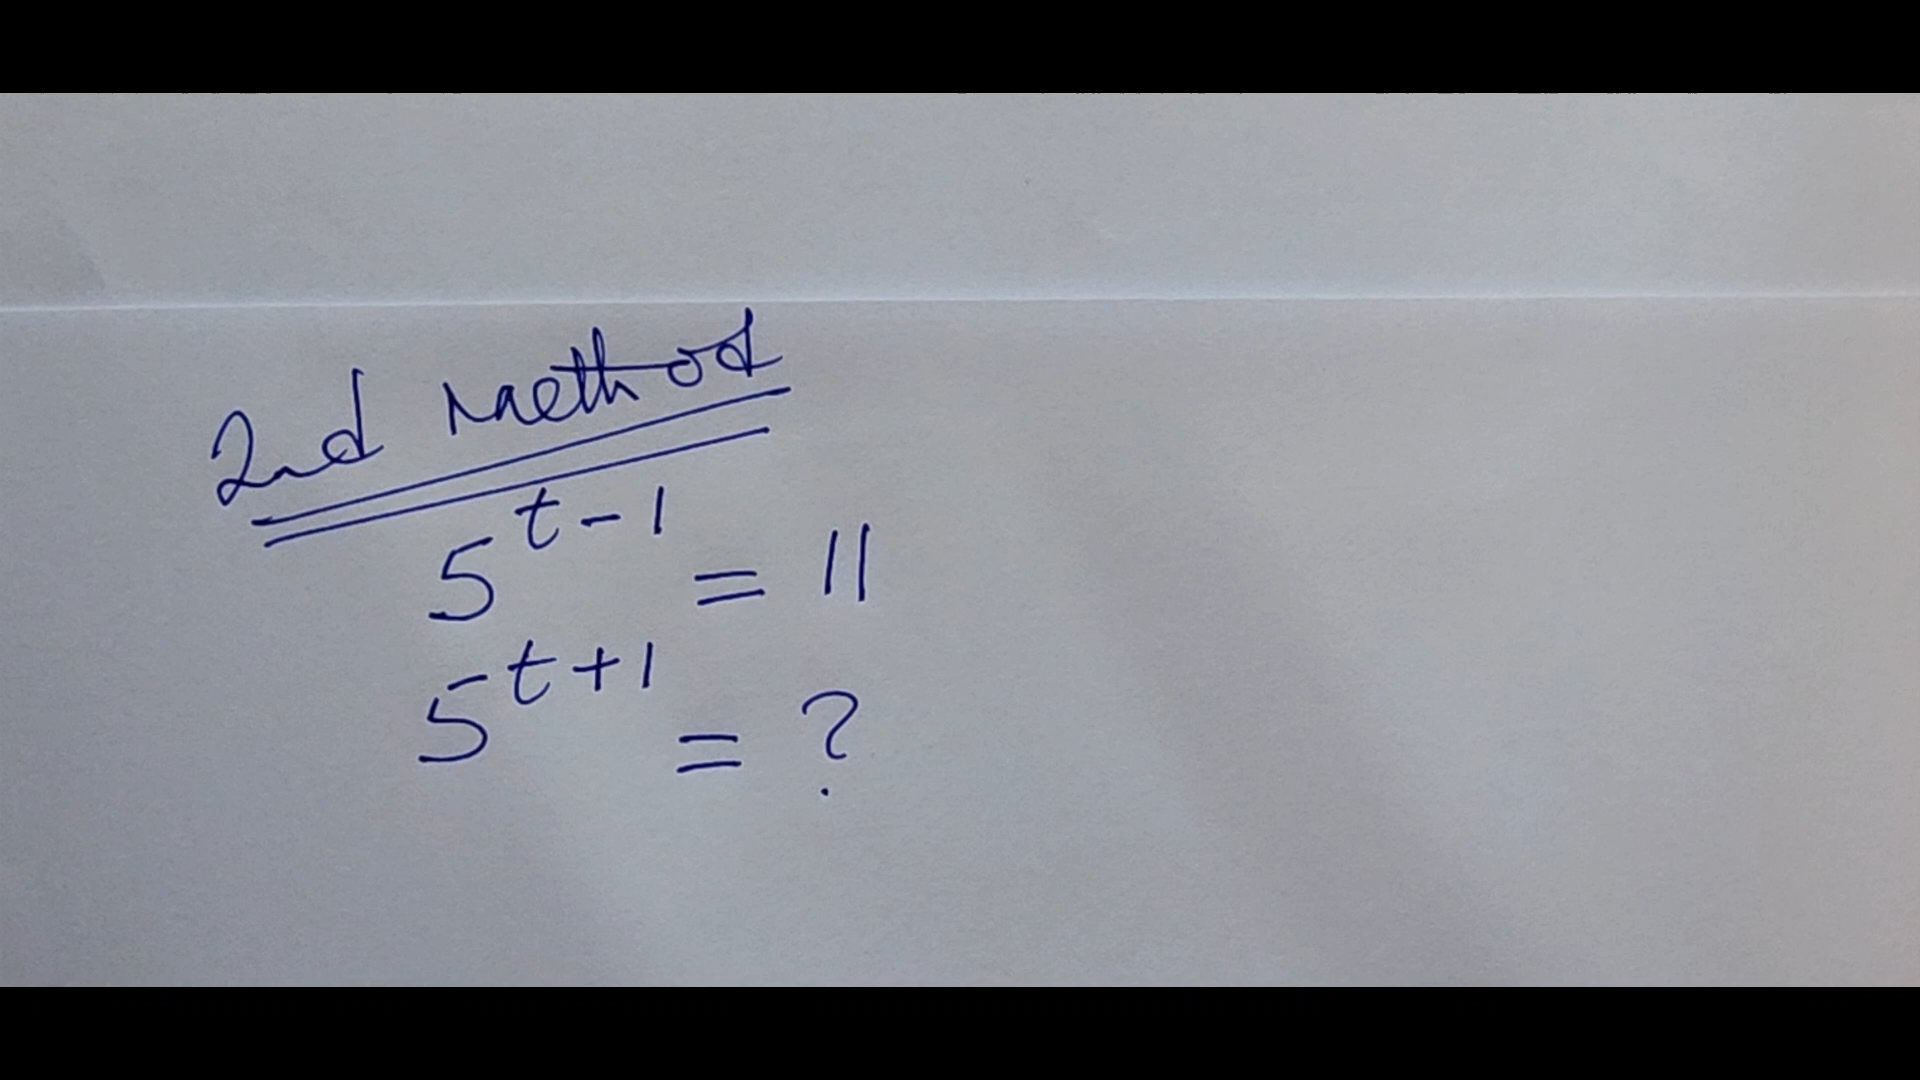 2nd Method
5^{t-1} = 11
5^{t+1} = ?